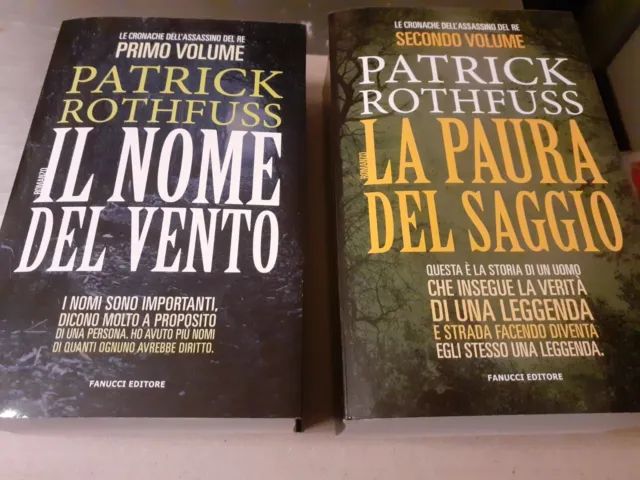 LE CRONACHE DELL'ASSASSINO DEL RE
PRIMO VOLUME
PATRICK
ROTHFUSS
ROMANZO
IL NOME
DEL VENTO
I NOMI SONO IMPORTANTI,
DICONO MOLTO A PROPOSITO
DI UNA PERSONA. HO AVUTO PIÙ NOMI
DI QUANTI OGNUNO AVREBBE DIRITTO.
FANUCCI EDITORE
LE CRONACHE DELL'ASSASSINO DEL RE
SECONDO VOLUME
PATRICK
ROTHFUSS
ROMANZO
LA PAURA
DEL SAGGIO
QUESTA È LA STORIA DI UN UOMO
CHE INSEGUE LA VERITÀ
DI UNA LEGGENDA
E STRADA FACENDO DIVENTA
EGLI STESSO UNA LEGGENDA.
FANUCCI EDITORE